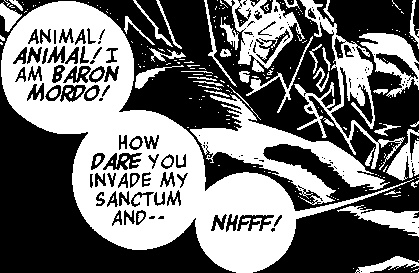 ANIMAL!
ANIMAL! I
AM BARON
MORDO!
HOW
DARE YOU
INVADE MY
SANCTUM
AND--
NHFFF!